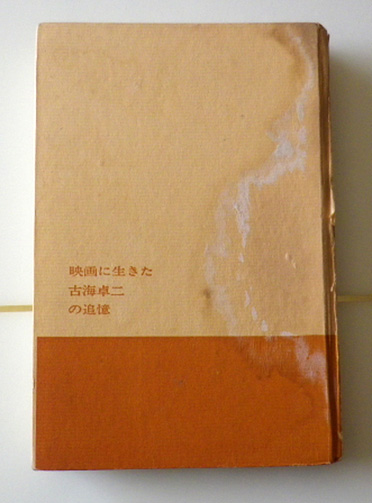 映画に生きた
古海卓二
の追憶